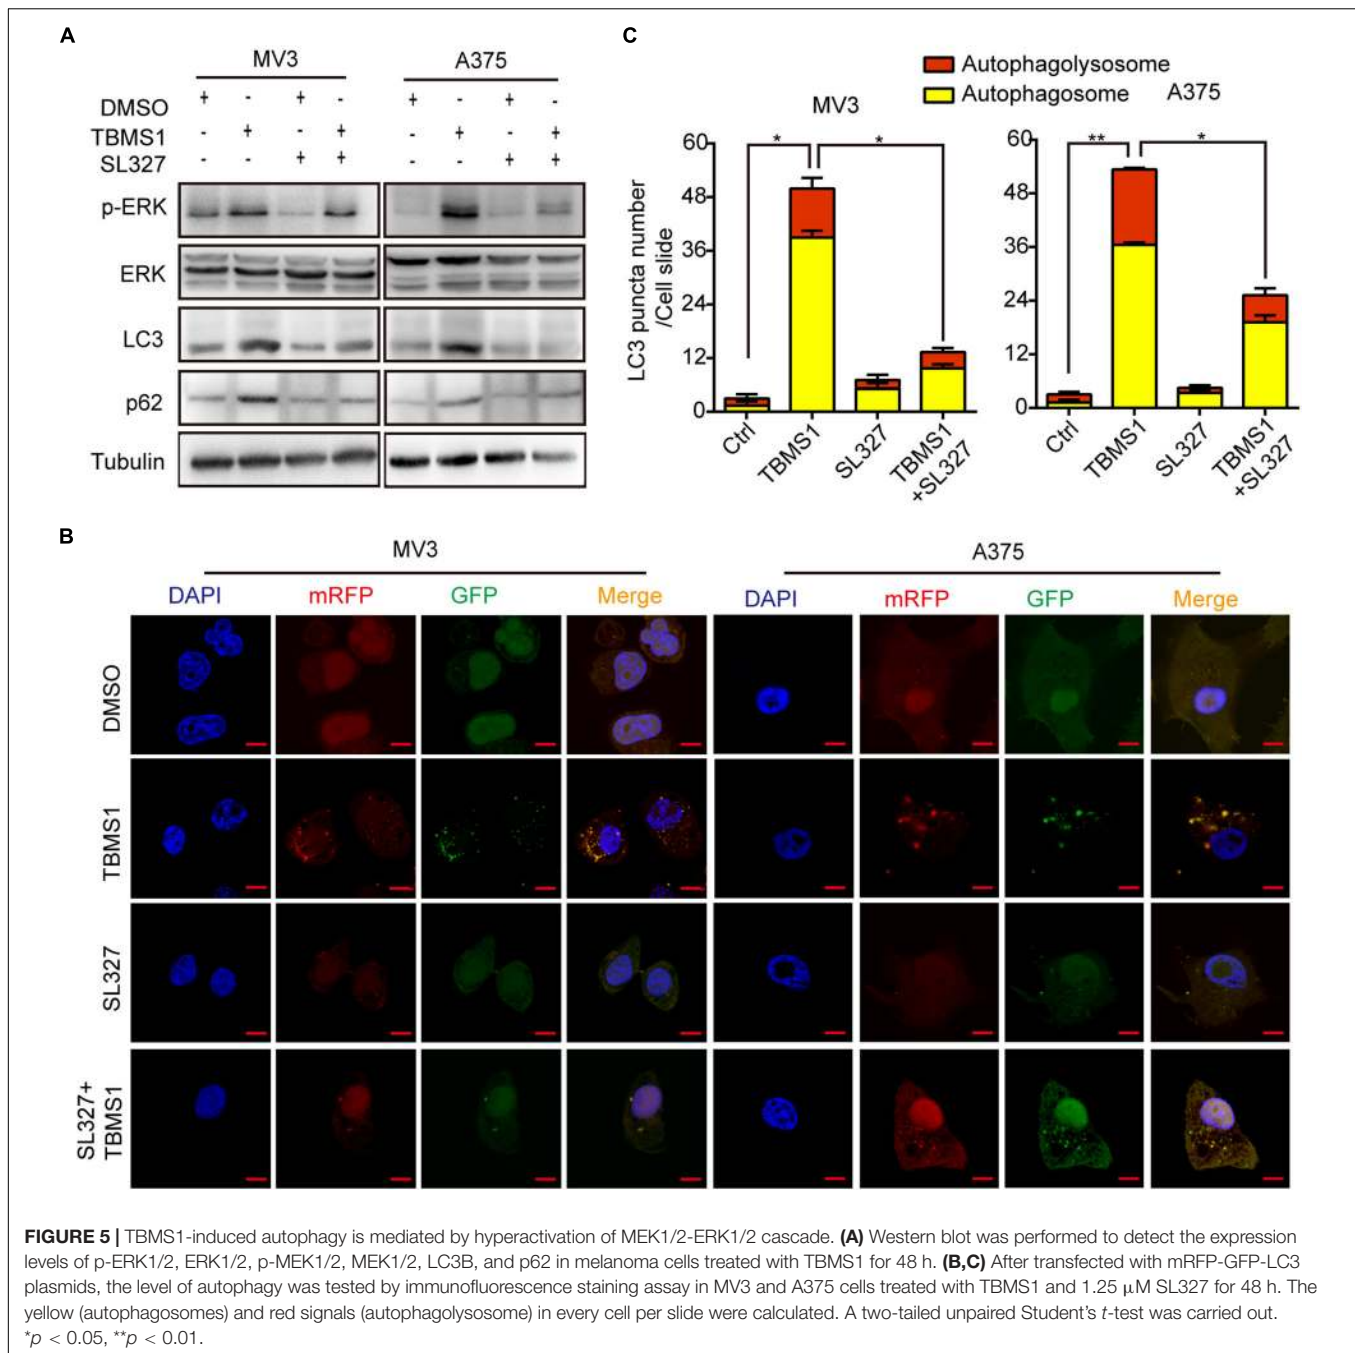 A
MV3 A375
DMSO + - + - + - + -
TBMS1 - + - + - + - +
SL327 - - + + - - + +
p-ERK
ERK
LC3
p62
Tubulin
C
Autophagolysosome
Autophagosome
MV3
A375
LC3 puncta number
/Cell slide
60
48
36
24
12
0
* *
Ctrl
TBMS1
SL327
TBMS1
+SL327
60
48
36
24
12
0
** *
Ctrl
TBMS1
SL327
TBMS1
+SL327
B
MV3 A375
DAPI mRFP GFP Merge DAPI mRFP GFP Merge
DMSO
TBMS1
SL327
SL327+
TBMS1
FIGURE 5 | TBMS1-induced autophagy is mediated by hyperactivation of MEK1/2-ERK1/2 cascade. (A) Western blot was performed to detect the expression
levels of p-ERK1/2, ERK1/2, p-MEK1/2, MEK1/2, LC3B, and p62 in melanoma cells treated with TBMS1 for 48 h. (B,C) After transfected with mRFP-GFP-LC3
plasmids, the level of autophagy was tested by immunofluorescence staining assay in MV3 and A375 cells treated with TBMS1 and 1.25 μM SL327 for 48 h. The
yellow (autophagosomes) and red signals (autophagolysosome) in every cell per slide were calculated. A two-tailed unpaired Student's t-test was carried out.
*p < 0.05, **p < 0.01.